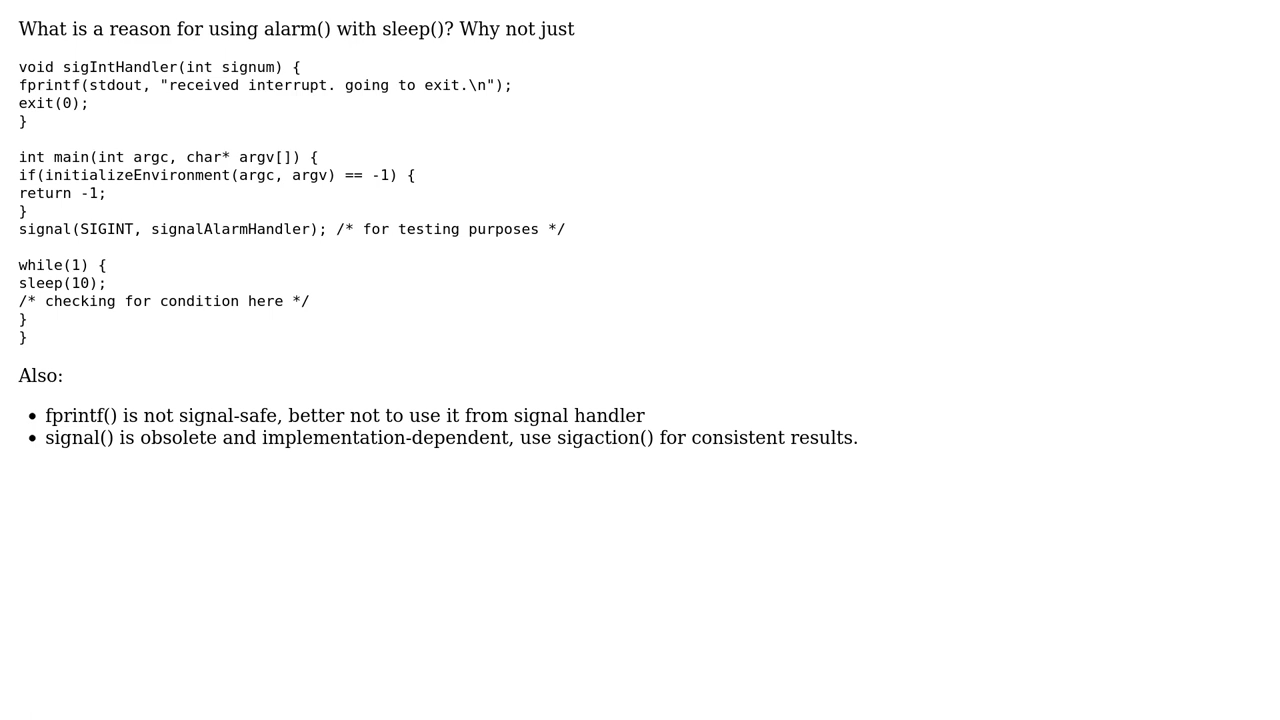 What is a reason for using alarm() with sleep()? Why not just
void sigIntHandler(int signum) {
fprintf(stdout, "received interrupt. going to exit.\n");
exit(0);
}
int main(int argc, char* argv[]) {
if(initializeEnvironment(argc, argv) == -1) {
return -1;
}
signal(SIGINT, signalAlarmHandler); /* for testing purposes */
while(1) {
sleep(10);
/* checking for condition here */
}
}
Also:
• fprintf() is not signal-safe, better not to use it from signal handler
• signal() is obsolete and implementation-dependent, use sigaction() for consistent results.